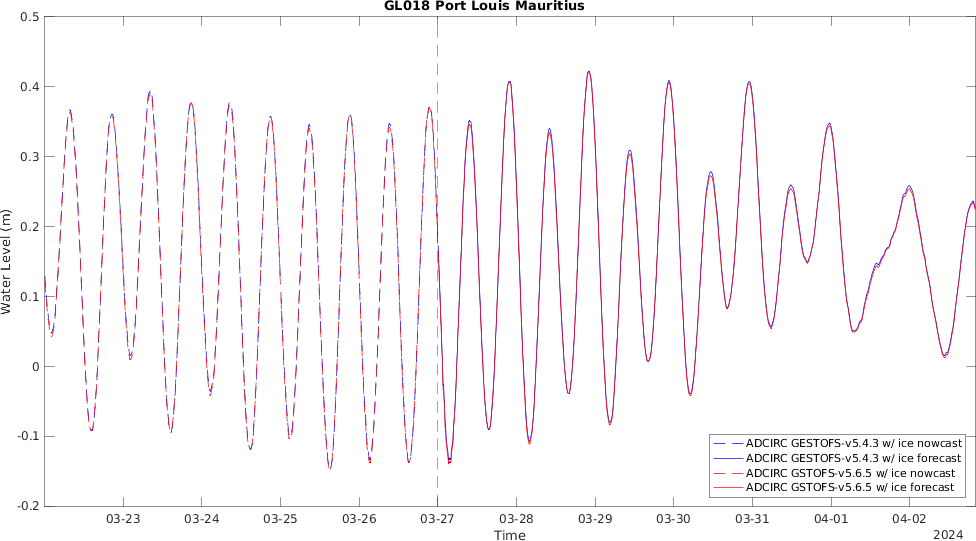 GL018 Port Louis Mauritius
0.5
0.4
0.3
0.2
0.1
0
-0.1
-0.2
Water Level (m)
ADCIRC GESTOFS-v5.4.3 w/ ice nowcast
ADCIRC GESTOFS-v5.4.3 w/ ice forecast
ADCIRC GSTOFS-v5.6.5 w/ ice nowcast
ADCIRC GSTOFS-v5.6.5 w/ ice forecast
03-23 03-24 03-25 03-26 03-27 03-28 03-29 03-30 03-31 04-01 04-02
Time
2024